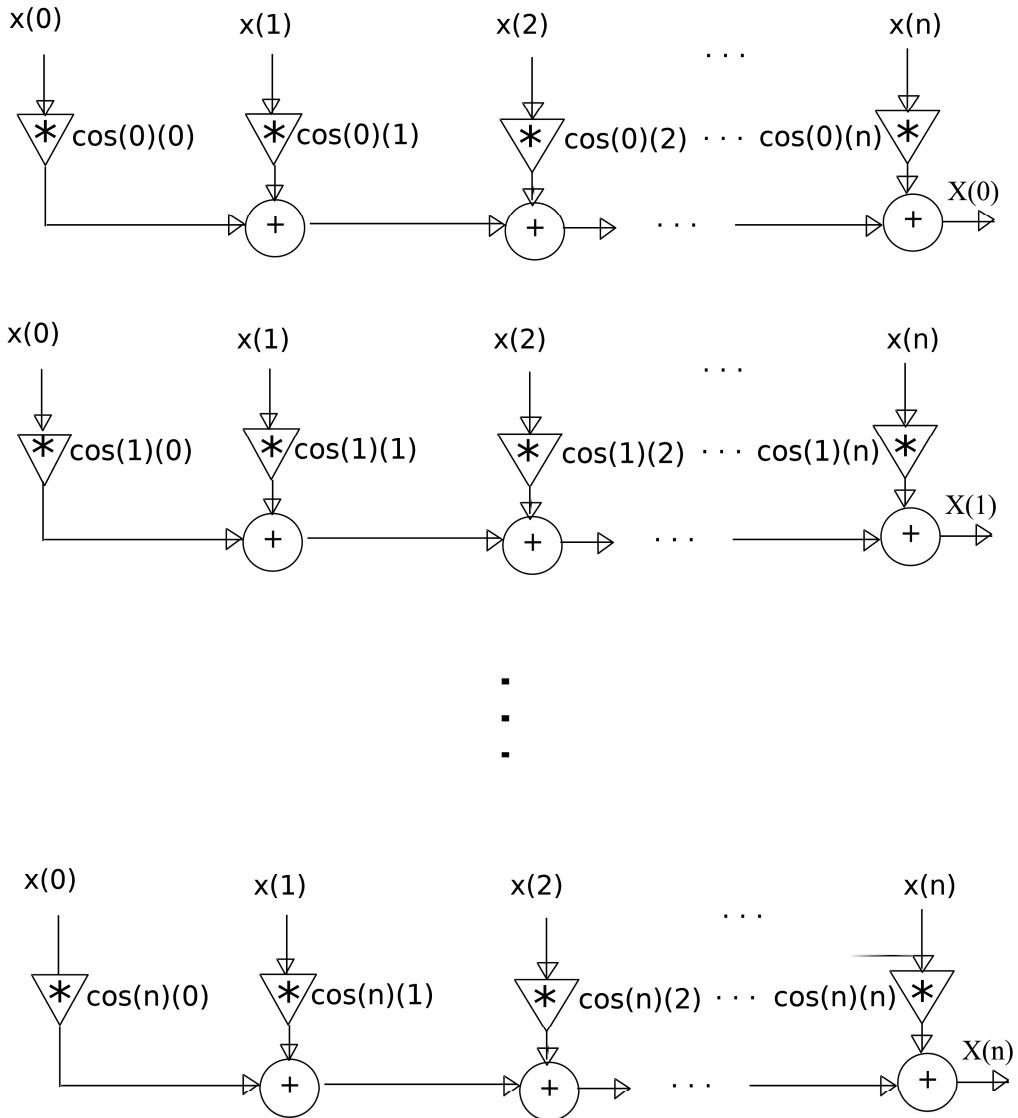 x(0) x(1) x(2) . . . x(n)
* cos(0)(0) * cos(0)(1) * cos(0)(2) . . . cos(0)(n) *
+ + . . . + X(0)
x(0) x(1) x(2) . . . x(n)
* cos(1)(0) * cos(1)(1) * cos(1)(2) . . . cos(1)(n) *
+ + . . . + X(1)
.
.
.
x(0) x(1) x(2) . . . x(n)
* cos(n)(0) * cos(n)(1) * cos(n)(2) . . . cos(n)(n) *
+ + . . . + X(n)